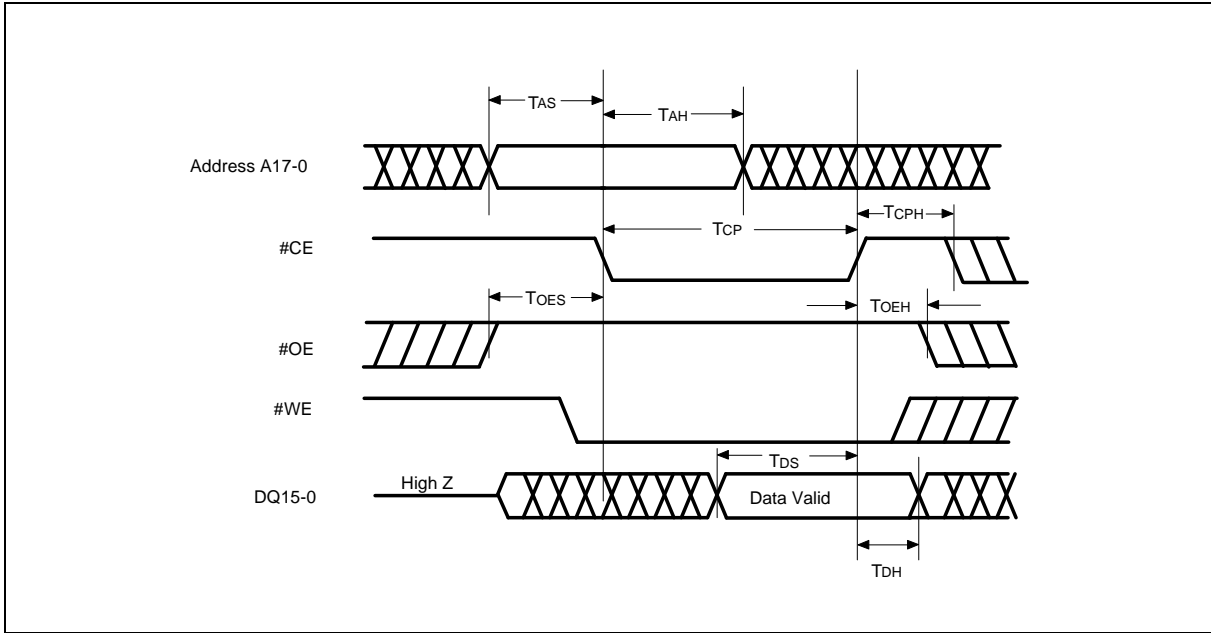 TAS
TAH
Address A17-0
TCPH
TCP
#CE
TOES
TOEH
#OE
#WE
TDS
High Z
DQ15-0
Data Valid
TDH